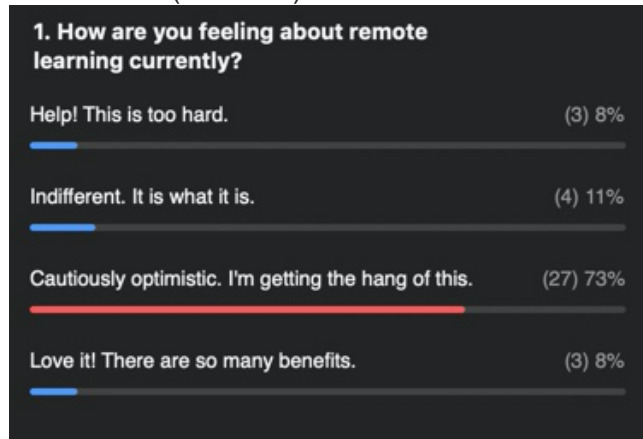 1. How are you feeling about remote
learning currently?
Help! This is too hard. (3) 8%
Indifferent. It is what it is. (4) 11%
Cautiously optimistic. I'm getting the hang of this. (27) 73%
Love it! There are so many benefits. (3) 8%